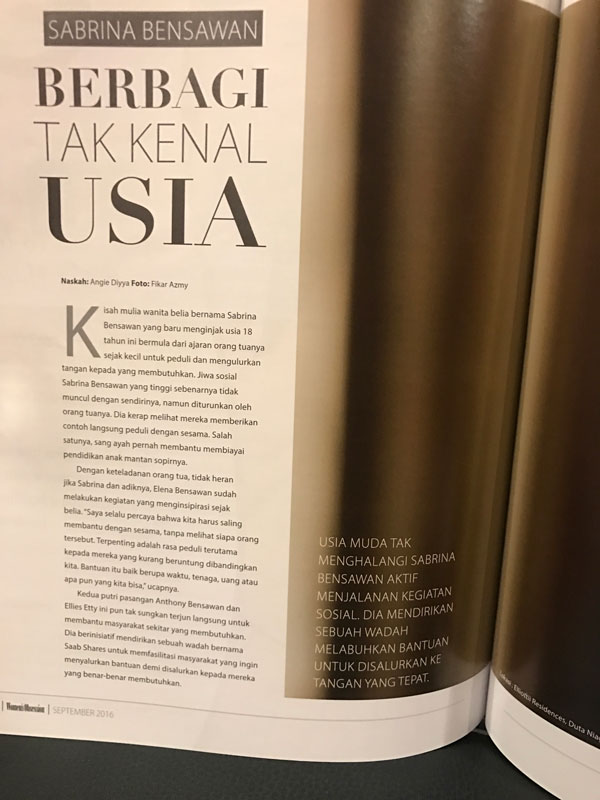 SABRINA BENSAWAN
BERBAGI
TAK KENAL
USIA
Naskah: Angie Diyya Foto: Fikar Azmy
Kisah mulia wanita belia bernama Sabrina
Bensawan yang baru menginjak usia 18
tahun ini bermula dari ajaran orang tuanya
sejak kecil untuk peduli dan mengulurkan
tangan kepada yang membutuhkan. Jiwa sosial
Sabrina Bensawan yang tinggi sebenarnya tidak
muncul dengan sendirinya, namun diturunkan oleh
orang tuanya. Dia kerap melihat mereka memberikan
contoh langsung peduli dengan sesama. Salah
satunya, sang ayah pernah membantu membiayai
pendidikan anak mantan sopirnya.
Dengan keteladanan orang tua, tidak heran
jika Sabrina dan adiknya, Elena Bensawan sudah
melakukan kegiatan yang menginsipirasi sejak
belia. "Saya selalu percaya bahwa kita harus saling
membantu dengan sesama, tanpa melihat siapa orang
tersebut. Terpenting adalah rasa peduli terutama
kepada mereka yang kurang beruntung dibandingkan
kita. Bantuan itu baik berupa waktu, tenaga, uang atau
apa pun yang kita bisa," ucapnya.
Kedua putri pasangan Anthony Bensawan dan
Ellies Etty ini pun tak sungkan terjun langsung untuk
membantu masyarakat sekitar yang membutuhkan.
Dia berinisiatif mendirikan sebuah wadah bernama
Saab Shares untuk memfasilitasi masyarakat yang ingin
menyalurkan bantuan demi disalurkan kepada mereka
yang benar-benar membutuhkan.
USIA MUDA TAK
MENGHALANGI SABRINA
BENSAWAN AKTIF
MENJALANAN KEGIATAN
SOSIAL. DIA MENDIRIKAN
SEBUAH WADAH
MELABUHKAN BANTUAN
UNTUK DISALURKAN KE
TANGAN YANG TEPAT.
| Women's Obsession | SEPTEMBER 2016
Residences, Duta